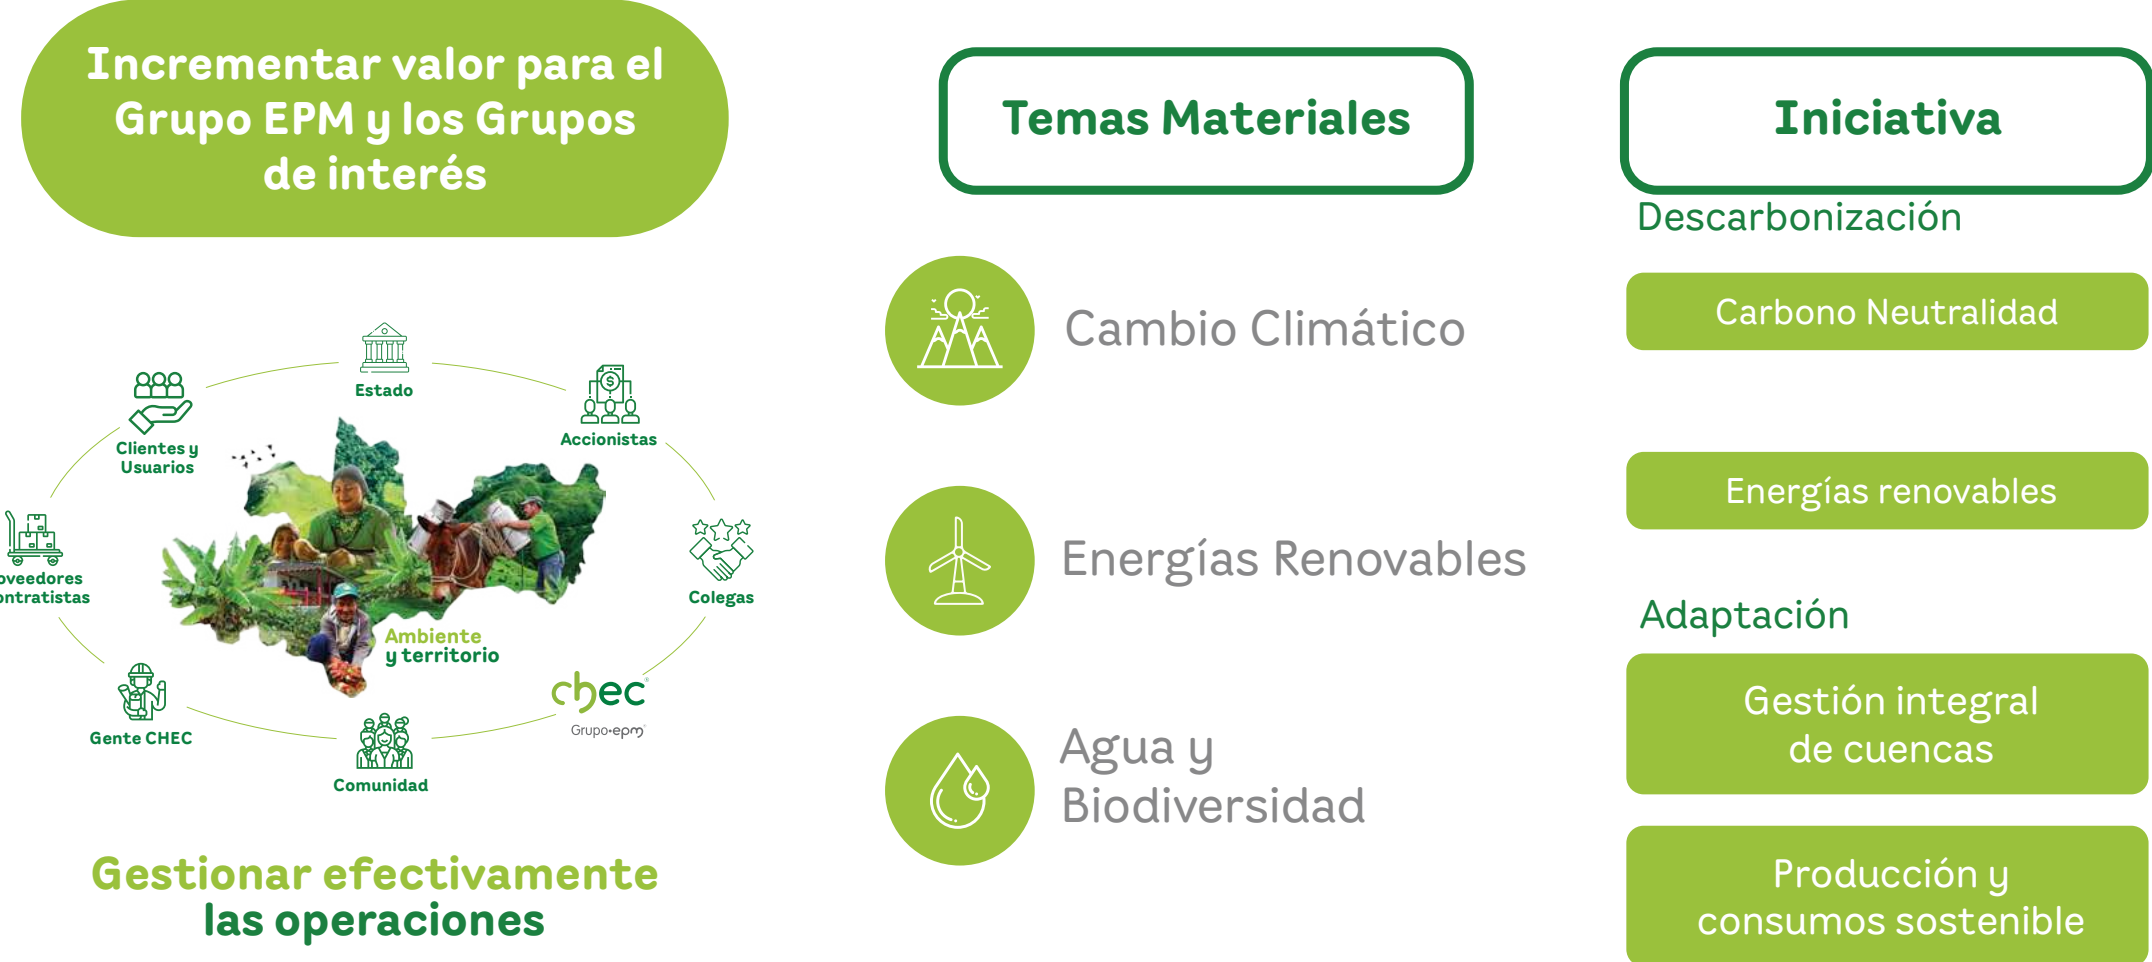 Incrementar valor para el
Grupo EPM y los Grupos
de interés
Estado
Accionistas
Clientes y
Usuarios
Colegas
Ambiente
y territorio
chec
Grupo•epm
Gente CHEC
Comunidad
Gestionar efectivamente
las operaciones
Temas Materiales
Cambio Climático
Energías Renovables
Agua y
Biodiversidad
Iniciativa
Descarbonización
Carbono Neutralidad
Energías renovables
Adaptación
Gestión integral
de cuencas
Producción y
consumos sostenible